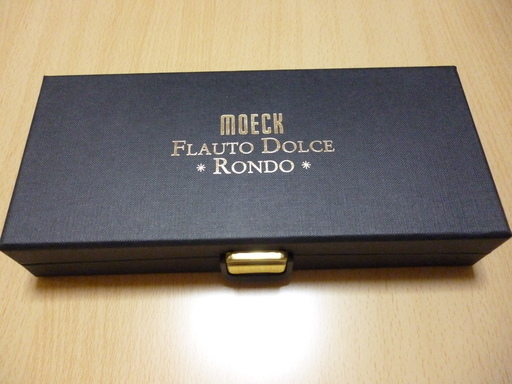 MOECK
FLAUTO DOLCE
* RONDO *